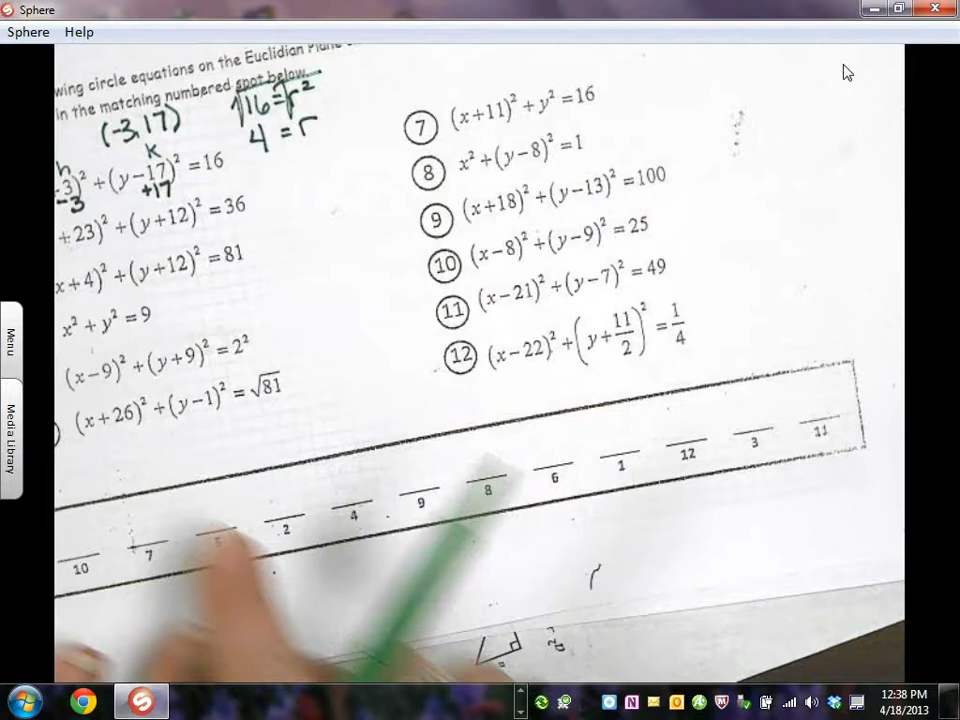 Sphere
Sphere Help
wing circle equations on the Euclidian Plane
in the matching numbered spot below.
(-3,17)
√16 = √r²
4 = r
h
k
-3)² + (y−17)² = 16
-3
+17
+23)² + (y+12)² = 36
x+4)² + (y+12)² = 81
x² + y² = 9
(x−9)² + (y+9)² = 2²
(x+26)² + (y−1)² = √81
7 (x+11)² + y² = 16
8 x² + (y−8)² = 1
9 (x+18)² + (y−13)² = 100
10 (x−8)² + (y−9)² = 25
11 (x−21)² + (y−7)² = 49
12 (x−22)² + (y+11/2)² = 1/4
10 7 5 2 4 9 8 6 1 12 3 11
r
Menu
Media Library
12:38 PM
4/18/2013